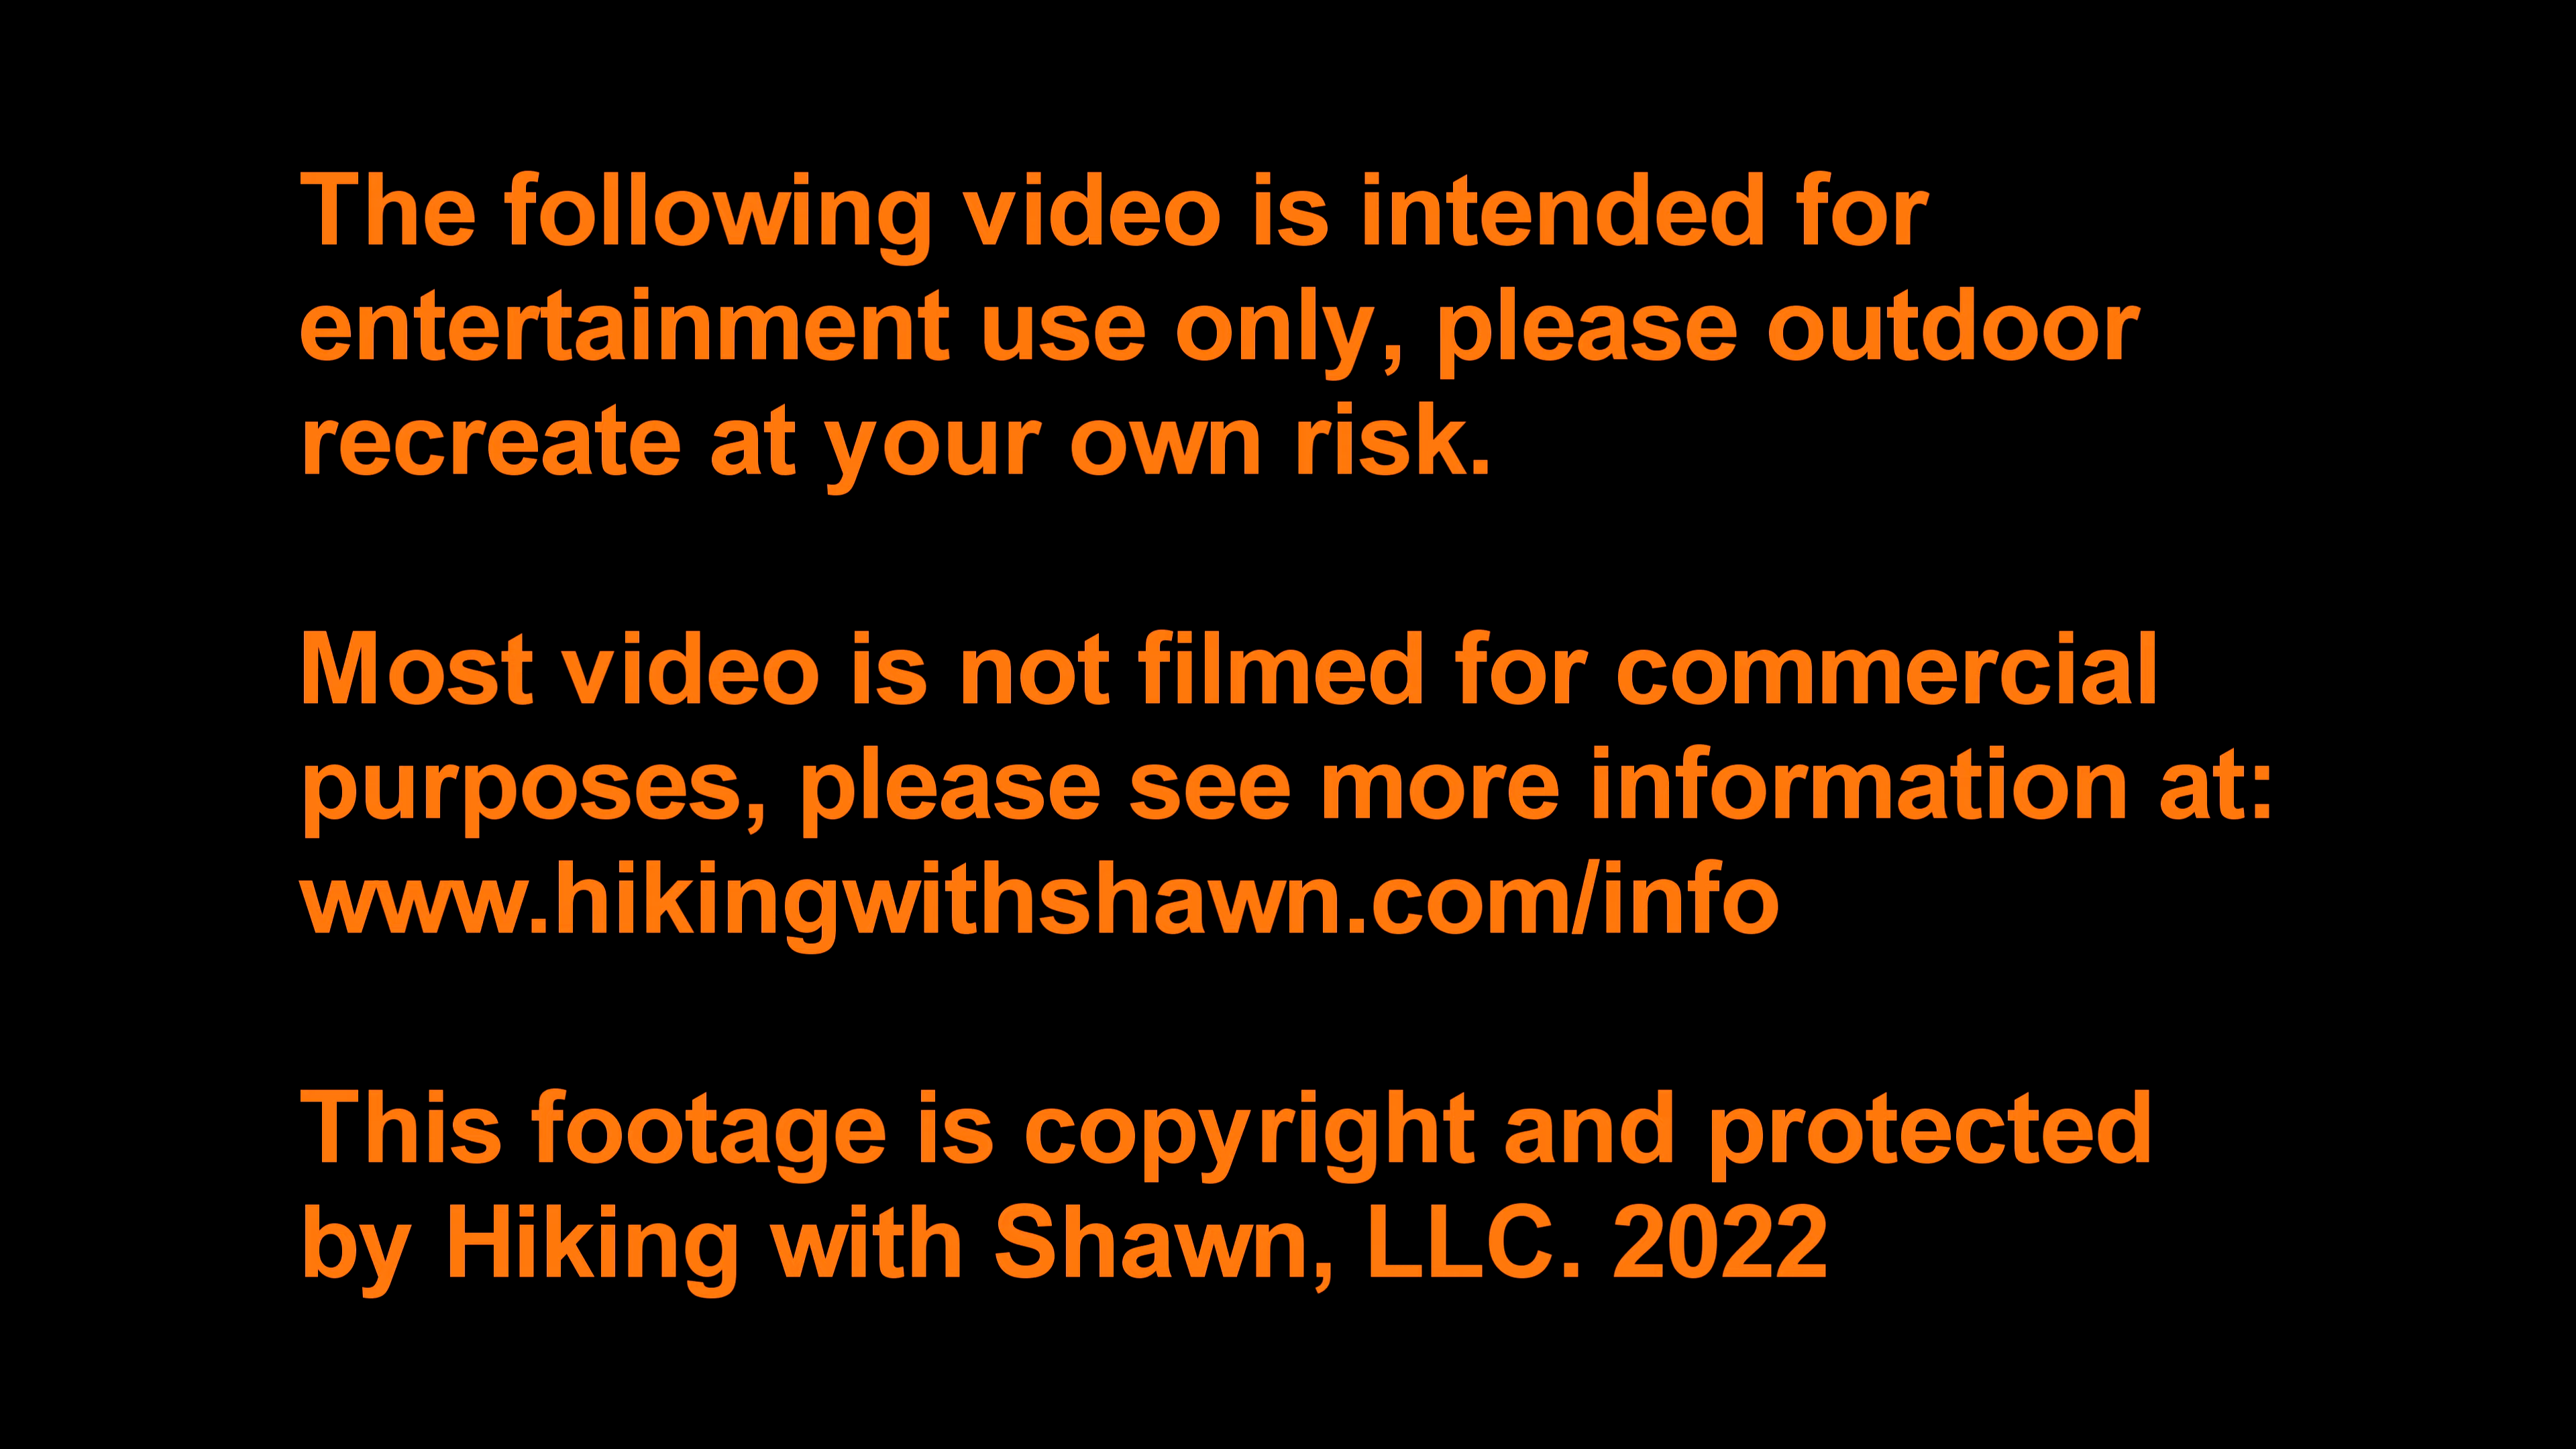 The following video is intended for
entertainment use only, please outdoor
recreate at your own risk.
Most video is not filmed for commercial
purposes, please see more information at:
www.hikingwithshawn.com/info
This footage is copyright and protected
by Hiking with Shawn, LLC. 2022